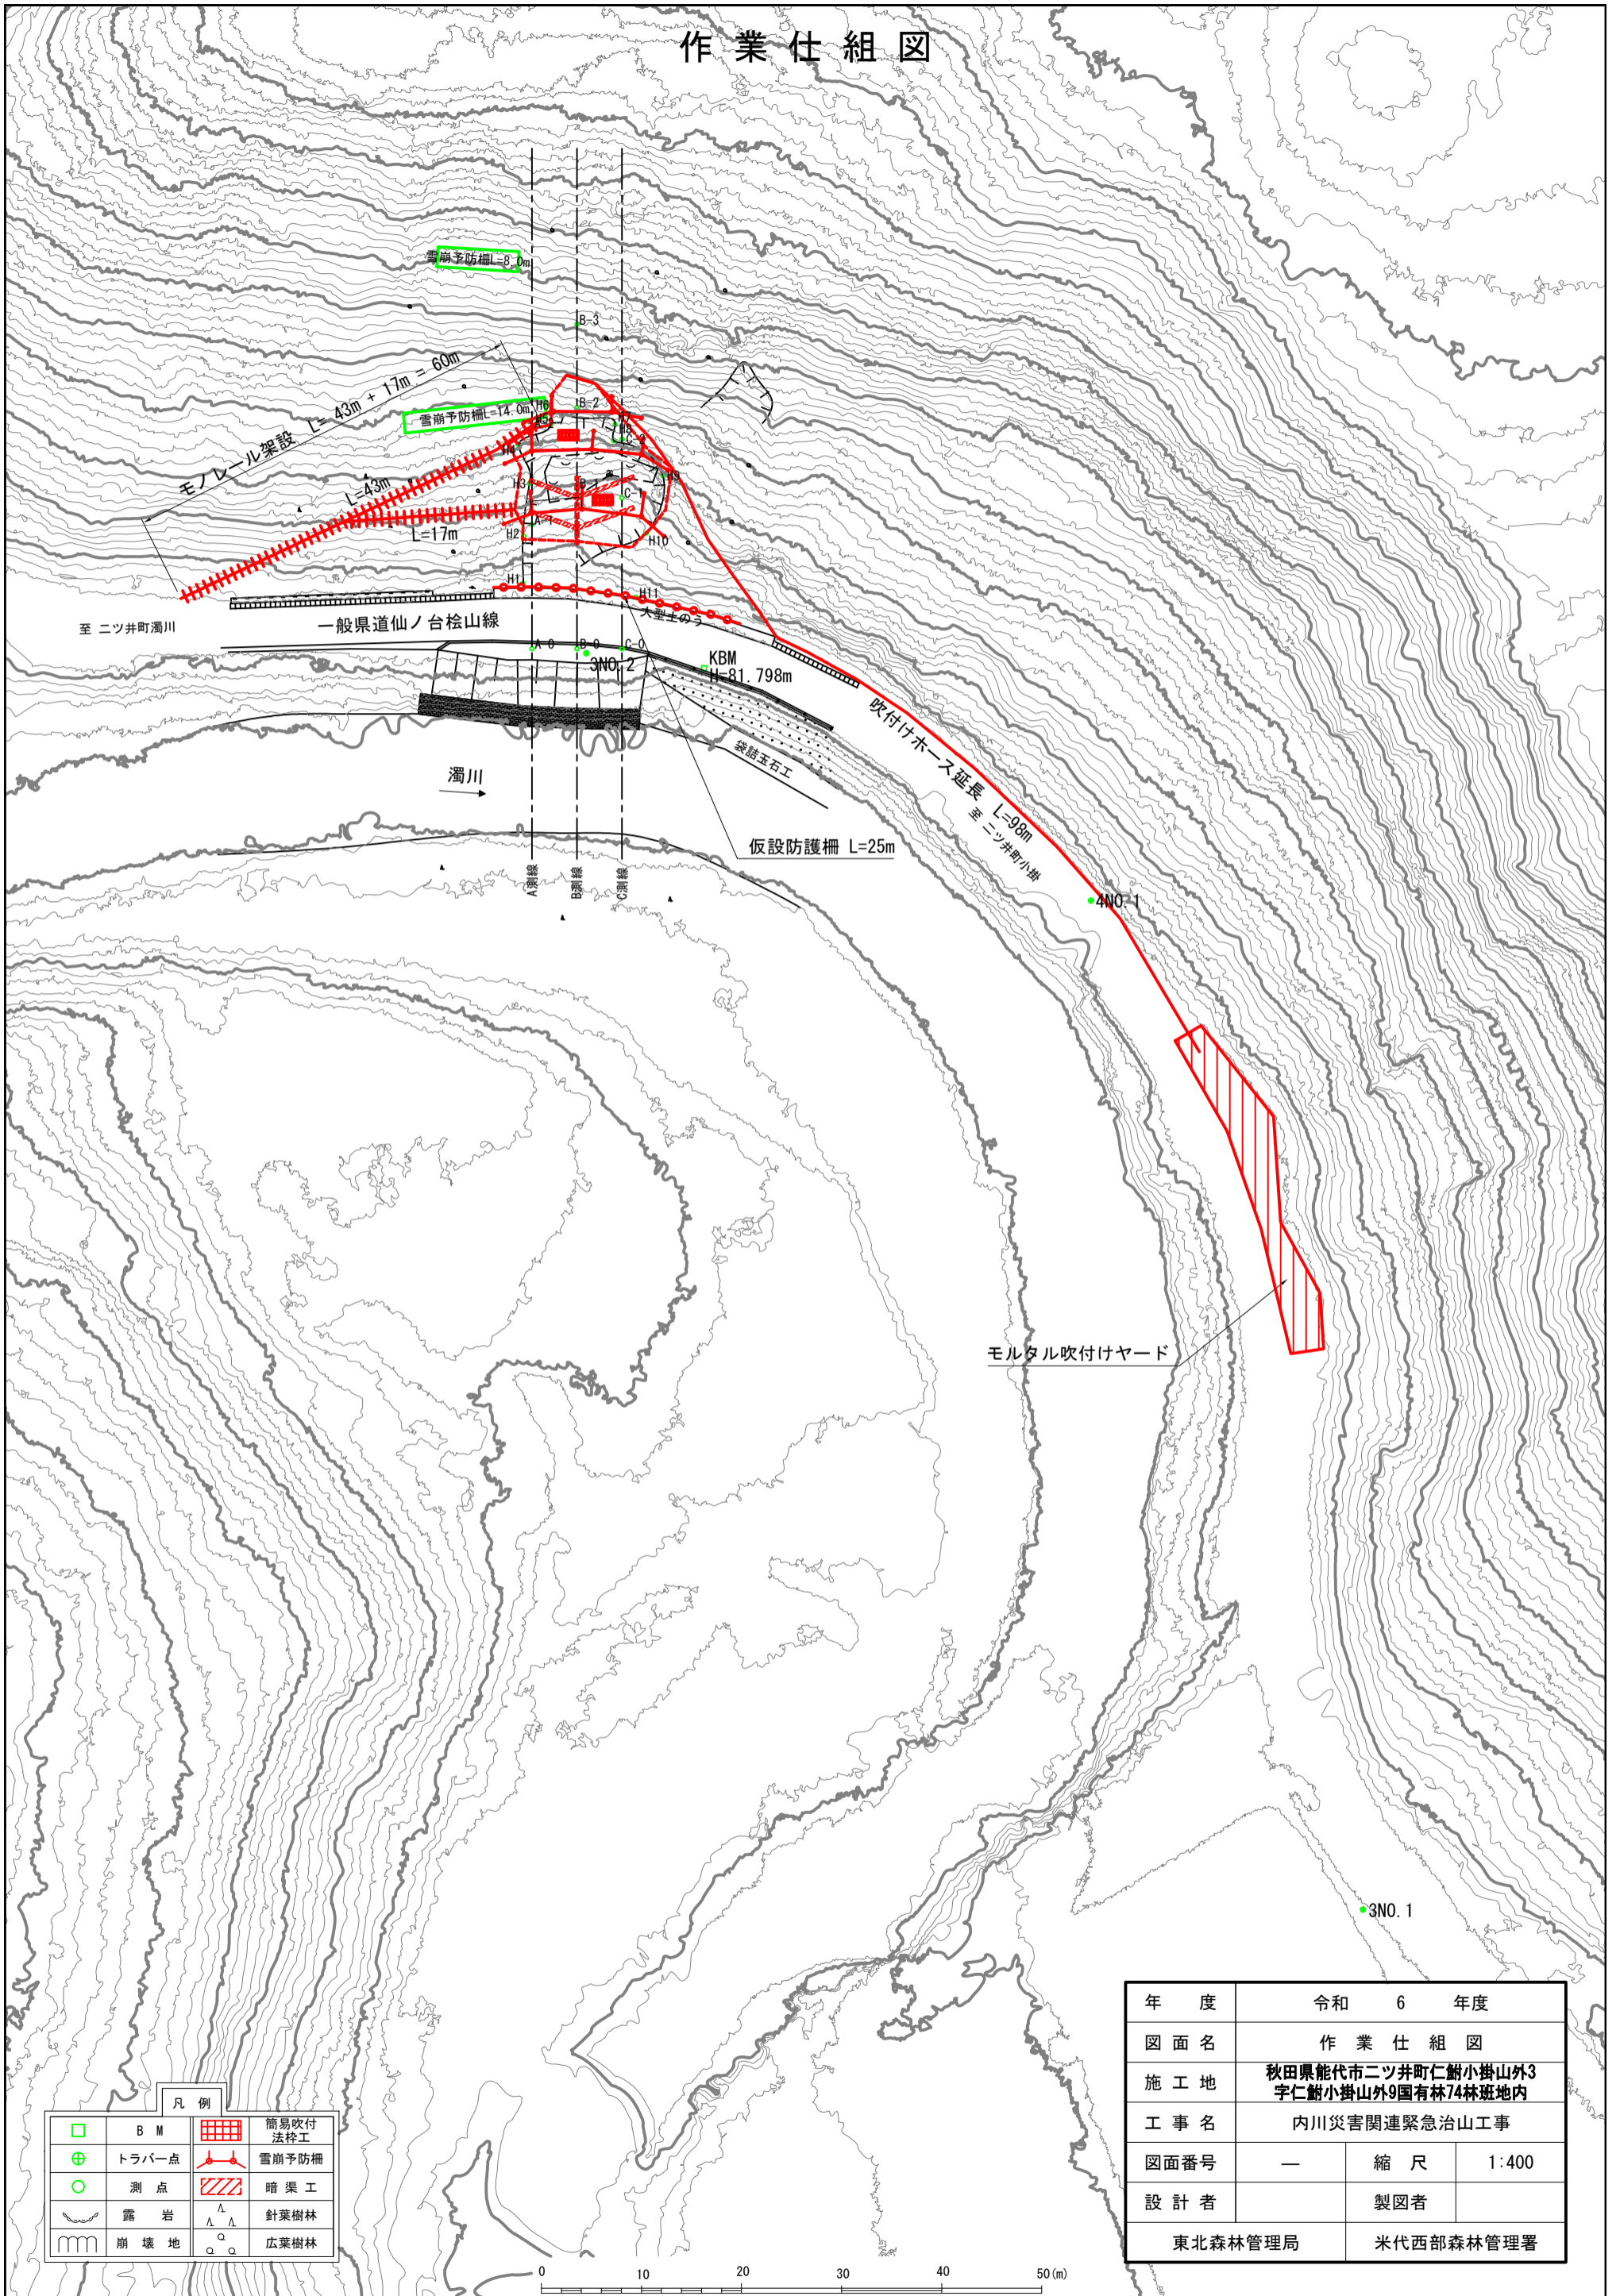 作業仕組図
雪崩予防柵L=8.0m
B-3
モノレール架設 L= 43m + 17m = 60m
雪崩予防柵L=14.0m
H6
B-2
H5
H7
H8
H4
L=43m
H3
B-1
H9
C-1
L=17m
A-1
H2
H10
H1
H11
大型土のう
至 二ツ井町濁川
一般県道仙ノ台桧山線
A-0
B-0
C-0
3NO.2
KBM
H=81.798m
袋詰玉石工
吹付けホース延長 L=98m
至 二ツ井町小掛
濁川
仮設防護柵 L=25m
A測線
B測線
C測線
4NO.1
モルタル吹付けヤード
3NO.1
年度 令和 6 年度
図面名 作業仕組図
施工地 秋田県能代市二ツ井町仁鮒小掛山外3
字仁鮒小掛山外9国有林74林班地内
工事名 内川災害関連緊急治山工事
図面番号 ― 縮尺 1:400
設計者 製図者
東北森林管理局 米代西部森林管理署
凡例
BM 簡易吹付
法枠工
トラバー点 雪崩予防柵
測点 暗渠工
露岩 針葉樹林
崩壊地 広葉樹林
0 10 20 30 40 50(m)